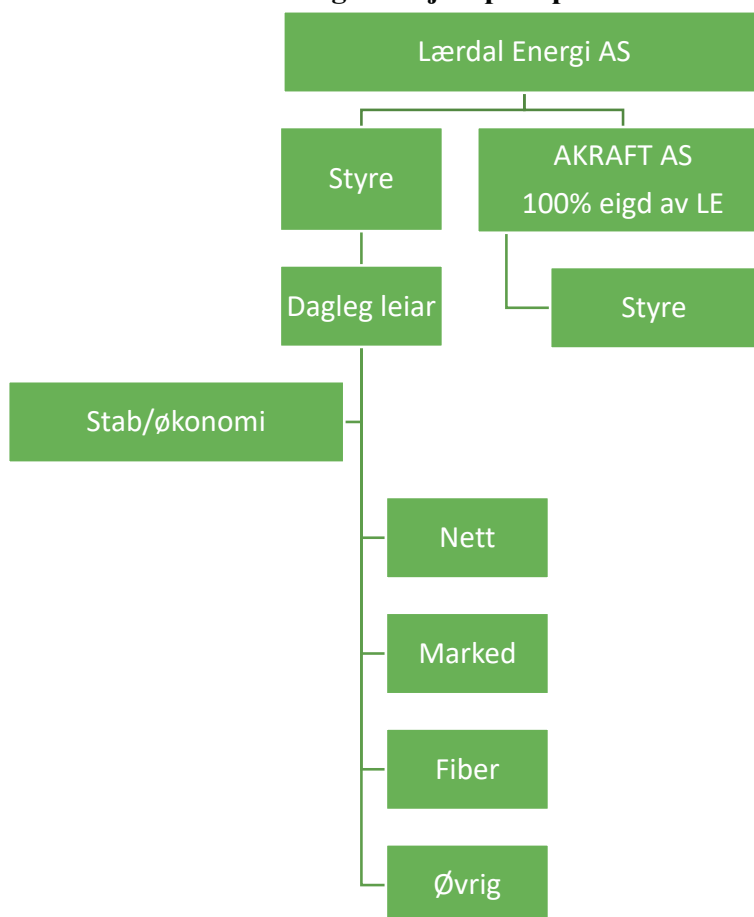 Lærdal Energi AS
Styre
AKRAFT AS
100% eigd av LE
Dagleg leiar
Styre
Stab/økonomi
Nett
Marked
Fiber
Øvrig